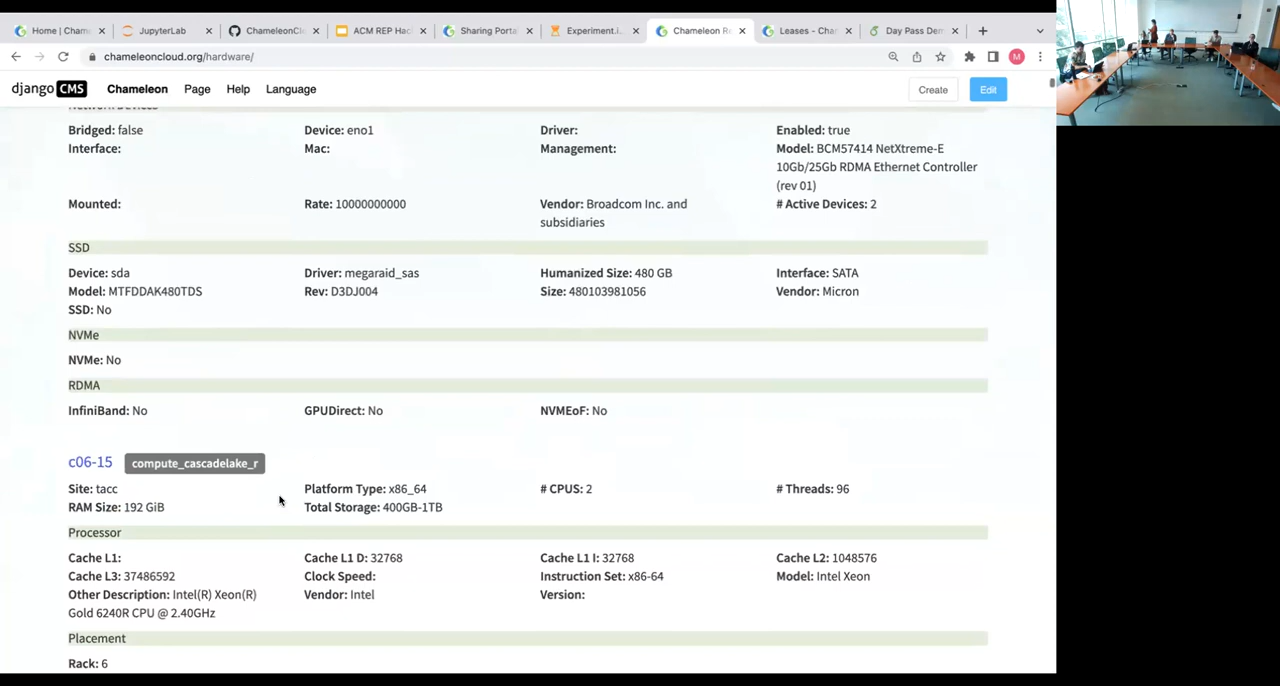 Home | Cham
JupyterLab
ChameleonCl
ACM REP Hac
Sharing Porta
Experiment.i
Chameleon Re
Leases - Cha
Day Pass Dem
chameleoncloud.org/hardware/
M
django CMS Chameleon Page Help Language Create Edit
Network Devices
Bridged: false Device: eno1 Driver: Enabled: true
Interface: Mac: Management: Model: BCM57414 NetXtreme-E
10Gb/25Gb RDMA Ethernet Controller
(rev 01)
Mounted: Rate: 10000000000 Vendor: Broadcom Inc. and # Active Devices: 2
subsidiaries
SSD
Device: sda Driver: megaraid_sas Humanized Size: 480 GB Interface: SATA
Model: MTFDDAK480TDS Rev: D3DJ004 Size: 480103981056 Vendor: Micron
SSD: No
NVMe
NVMe: No
RDMA
InfiniBand: No GPUDirect: No NVMEoF: No
c06-15 compute_cascadelake_r
Site: tacc Platform Type: x86_64 # CPUS: 2 # Threads: 96
RAM Size: 192 GiB Total Storage: 400GB-1TB
Processor
Cache L1: Cache L1 D: 32768 Cache L1 I: 32768 Cache L2: 1048576
Cache L3: 37486592 Clock Speed: Instruction Set: x86-64 Model: Intel Xeon
Other Description: Intel(R) Xeon(R) Vendor: Intel Version:
Gold 6240R CPU @ 2.40GHz
Placement
Rack: 6